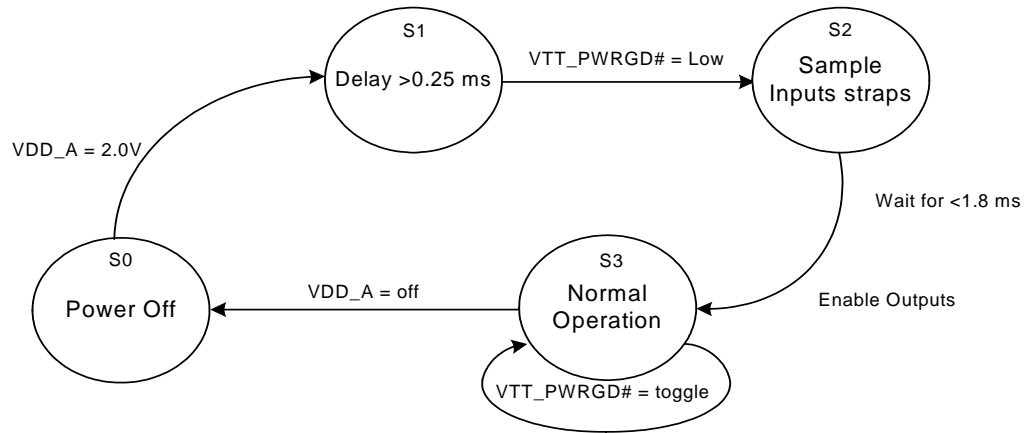 S1
Delay >0.25 ms
VTT_PWRGD# = Low
S2
Sample
Inputs straps
VDD_A = 2.0V
Wait for <1.8 ms
S0
Power Off
VDD_A = off
S3
Normal
Operation
Enable Outputs
VTT_PWRGD# = toggle